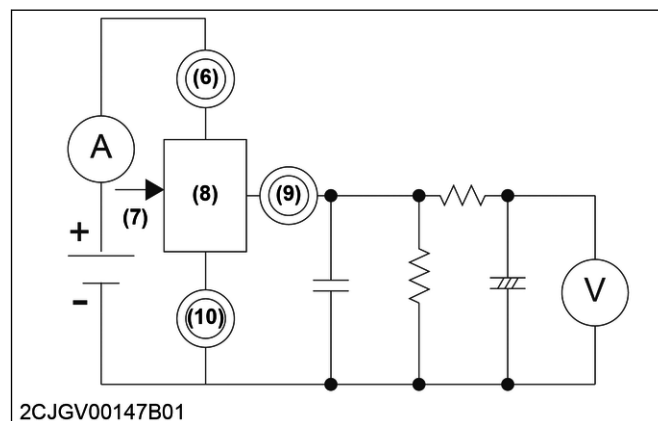 (6)
A
(7)
(8)
(9)
+
-
(10)
V
2CJGV00147B01